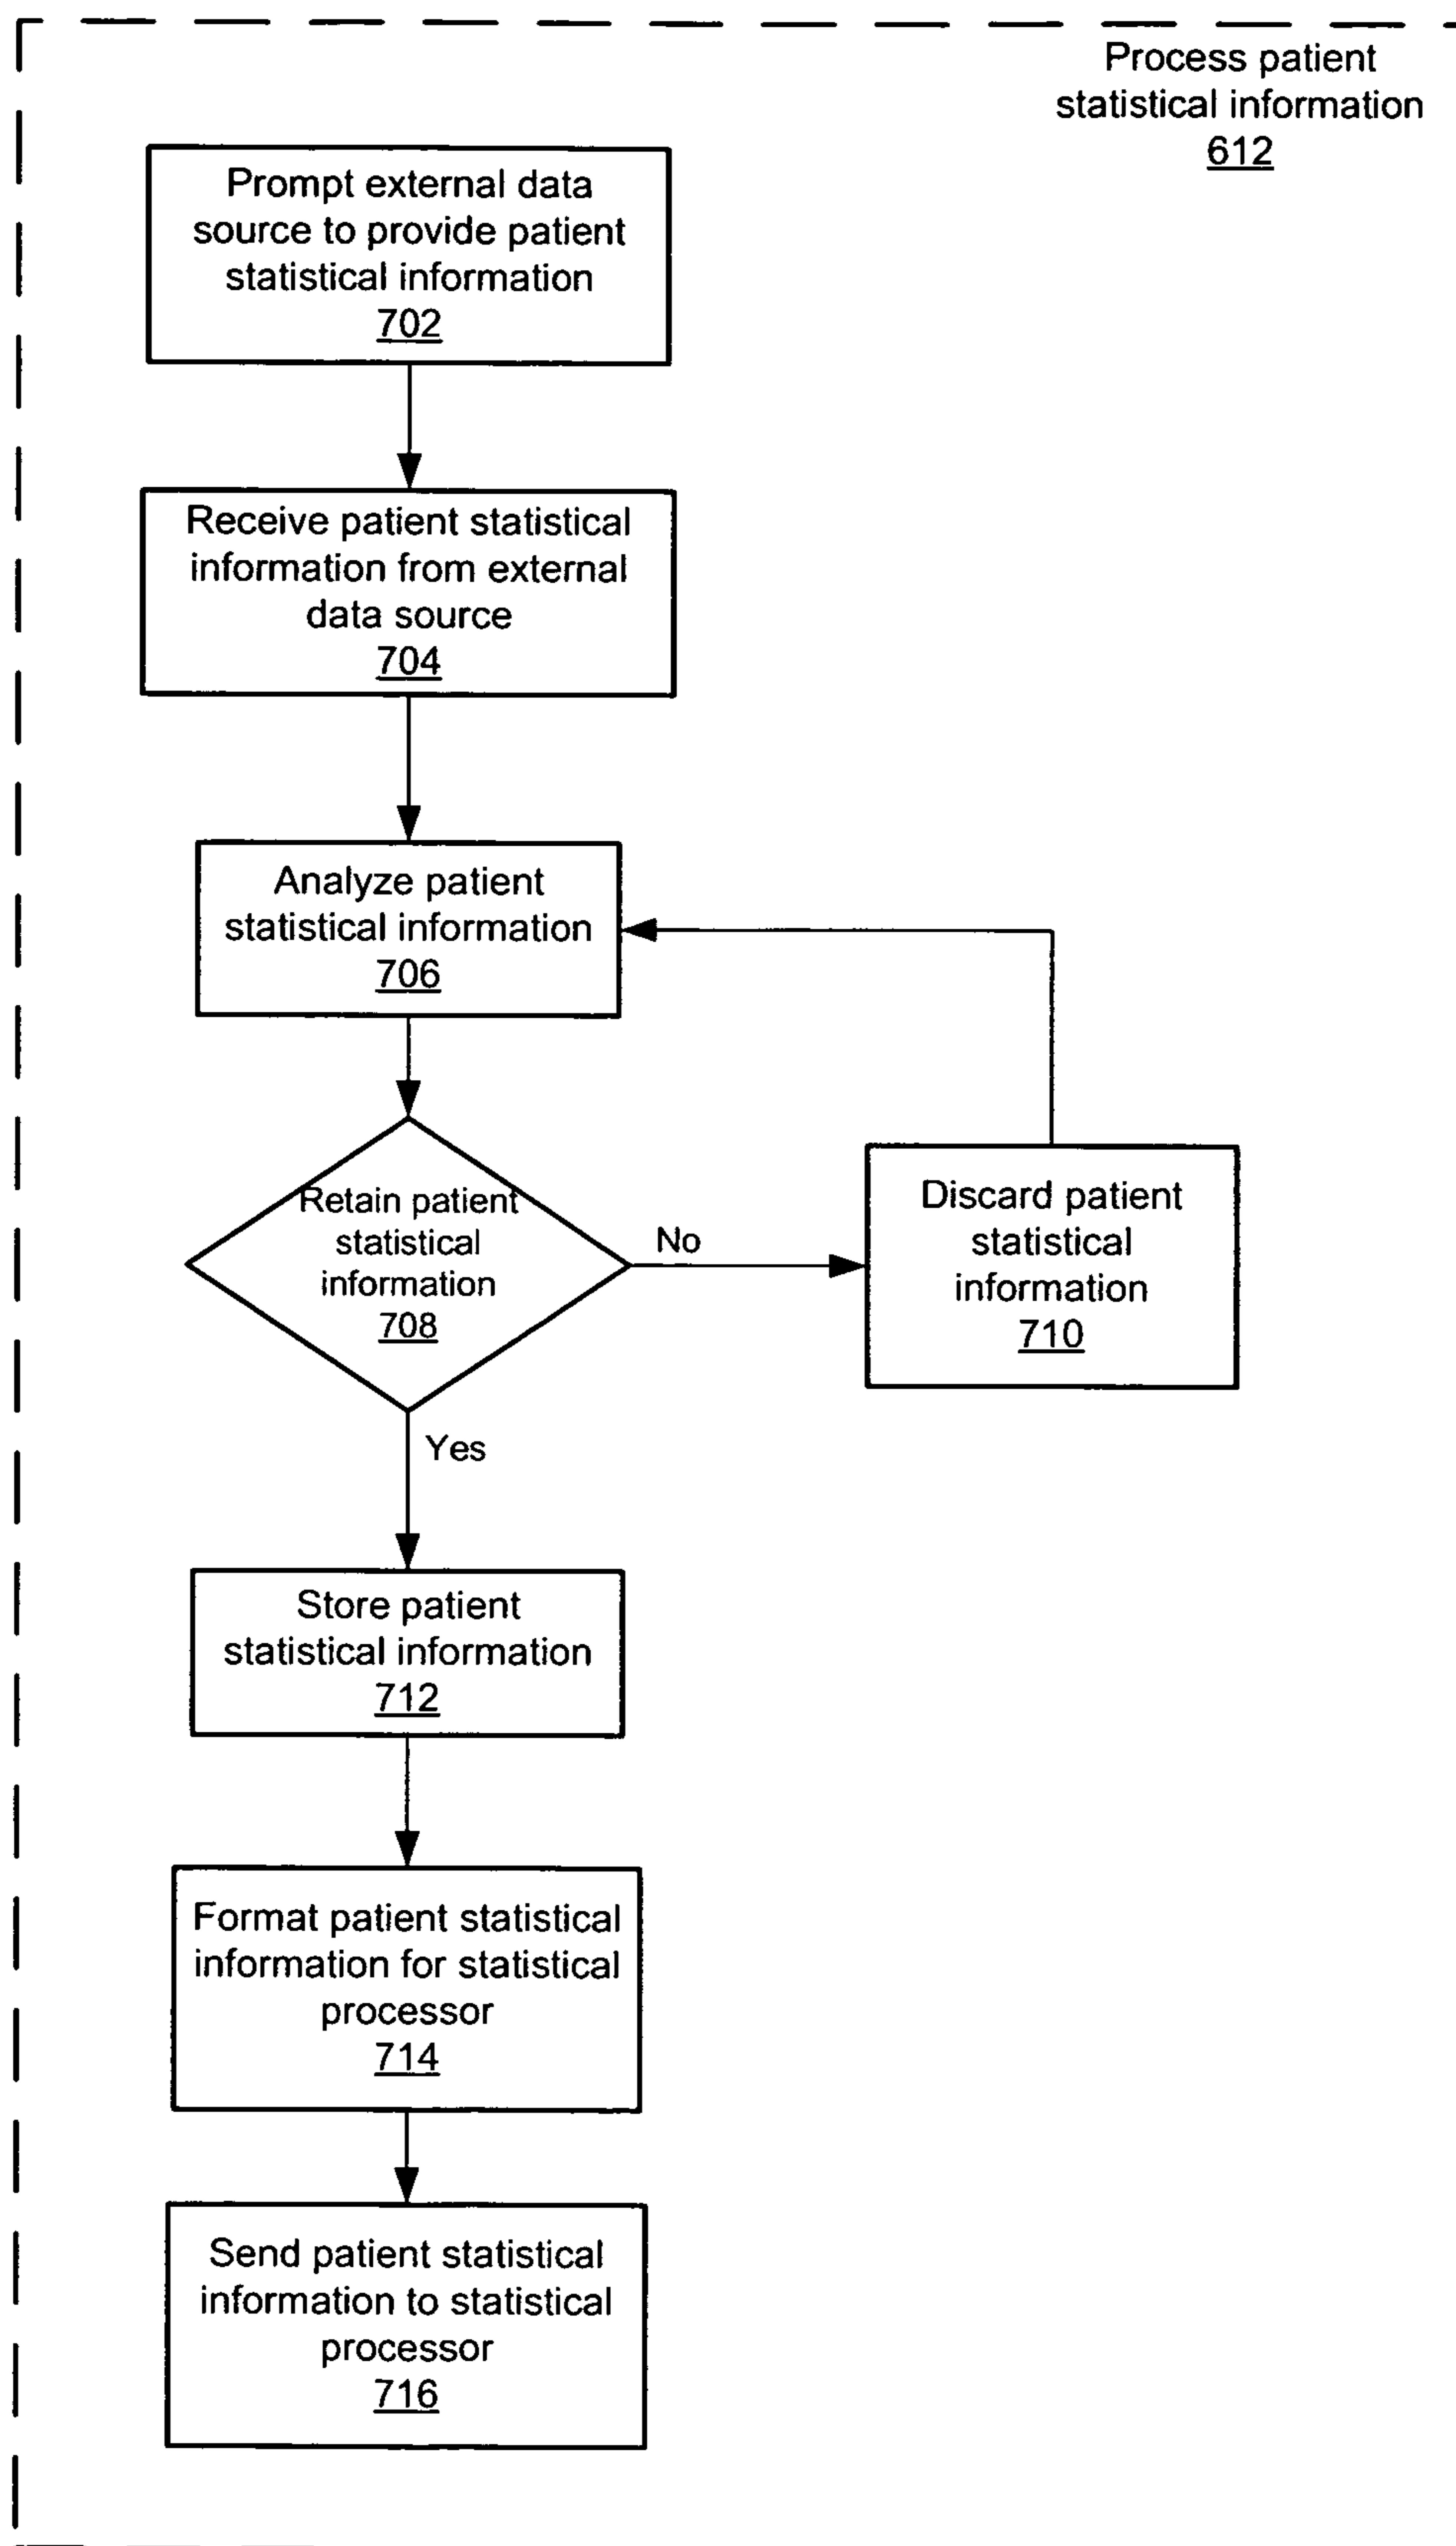 Process patient
statistical information
612
Prompt external data
source to provide patient
statistical information
702
Receive patient statistical
information from external
data source
704
Analyze patient
statistical information
706
Retain patient
statistical
information
708
No
Discard patient
statistical
information
710
Yes
Store patient
statistical information
712
Format patient statistical
information for statistical
processor
714
Send patient statistical
information to statistical
processor
716